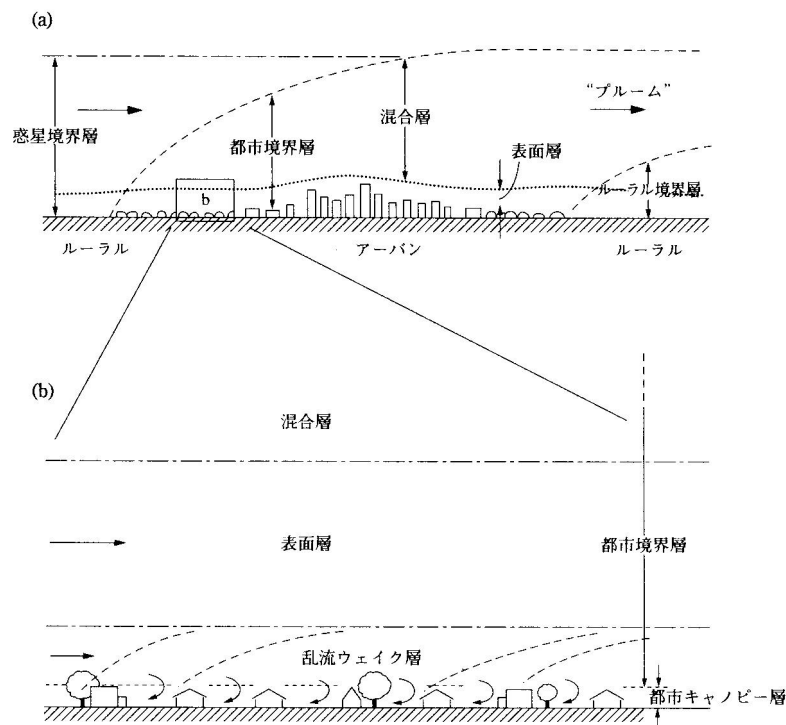 (a)
"プルーム"
惑星境界層
混合層
都市境界層
表面層
ルーラル境界層
b
ルーラル
アーバン
ルーラル
(b)
混合層
表面層
都市境界層
乱流ウェイク層
都市キャノピー層